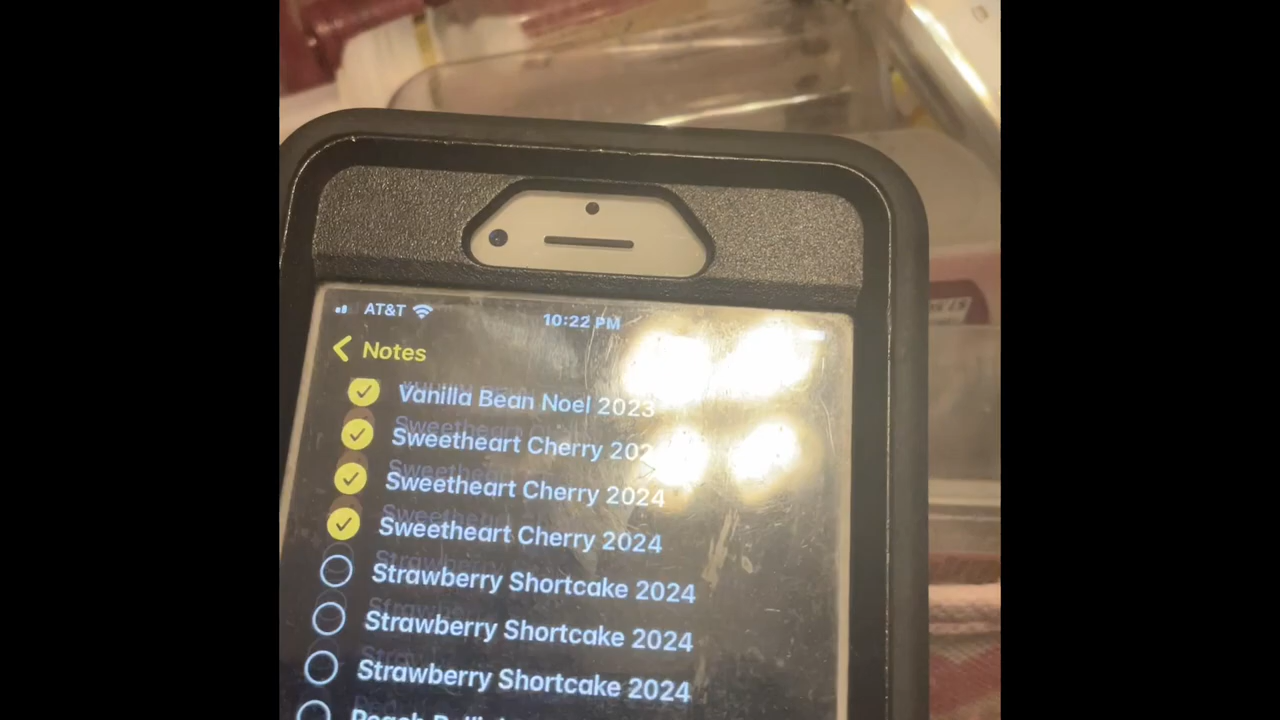 AT&T 10:22 PM
Notes
Vanilla Bean Noel 2023
Sweetheart Cherry
Sweetheart Cherry 2024
Sweetheart Cherry 2024
Strawberry Shortcake 2024
Strawberry Shortcake 2024
Strawberry Shortcake 2024
Peach